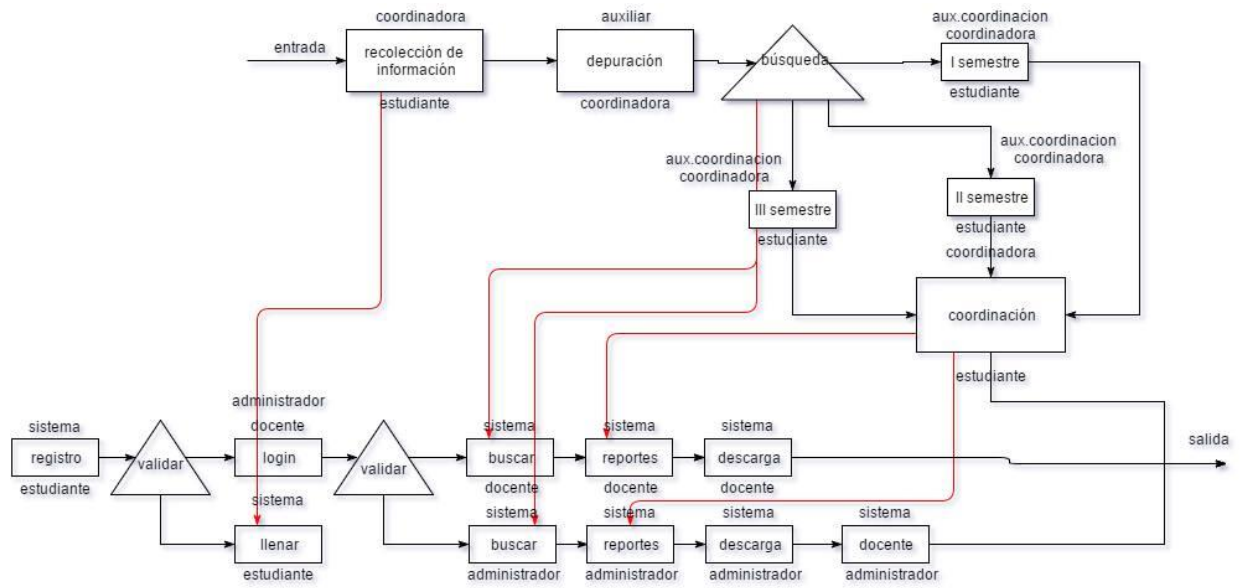 coordinadora
auxiliar
aux.coordinacion
coordinadora
entrada
recolección de
información
depuración
búsqueda
I semestre
estudiante
coordinadora
estudiante
aux.coordinacion
coordinadora
aux.coordinacion
coordinadora
III semestre
II semestre
estudiante
estudiante
coordinadora
coordinación
estudiante
administrador
sistema
docente
sistema
sistema
sistema
salida
registro
validar
login
validar
buscar
reportes
descarga
estudiante
docente
docente
docente
sistema
sistema
sistema
sistema
sistema
llenar
buscar
reportes
descarga
docente
estudiante
administrador
administrador
administrador
administrador